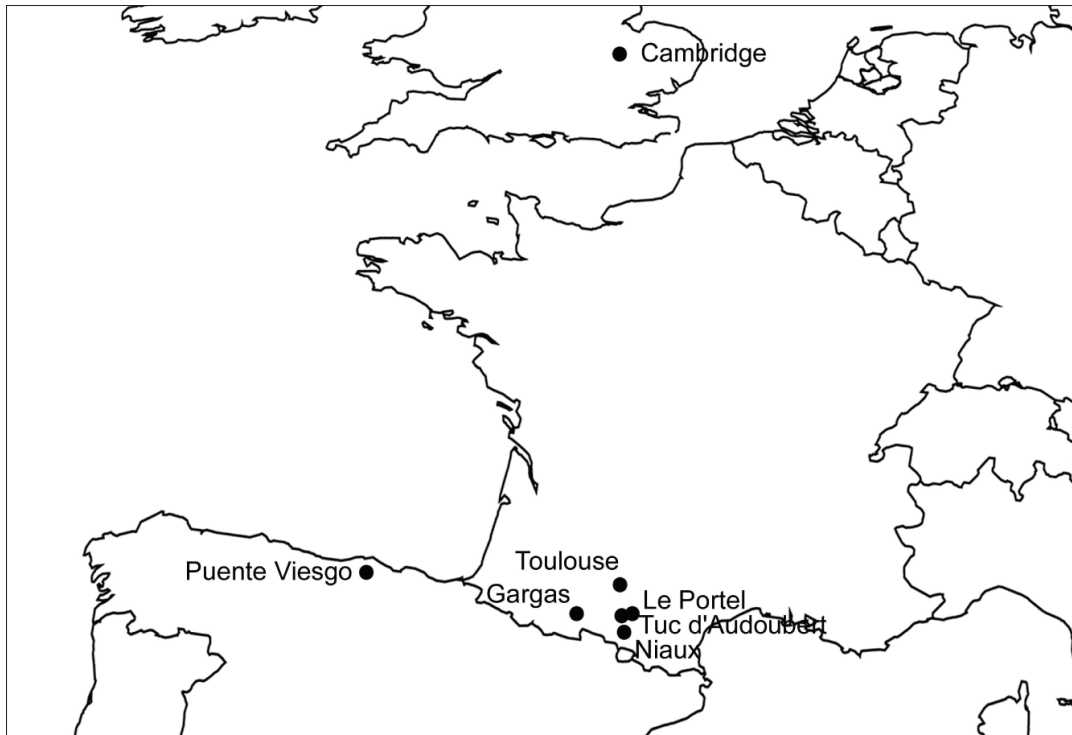 Cambridge
Toulouse
Puente Viesgo
Gargas
Le Portel
Tuc d'Audoubert
Niaux